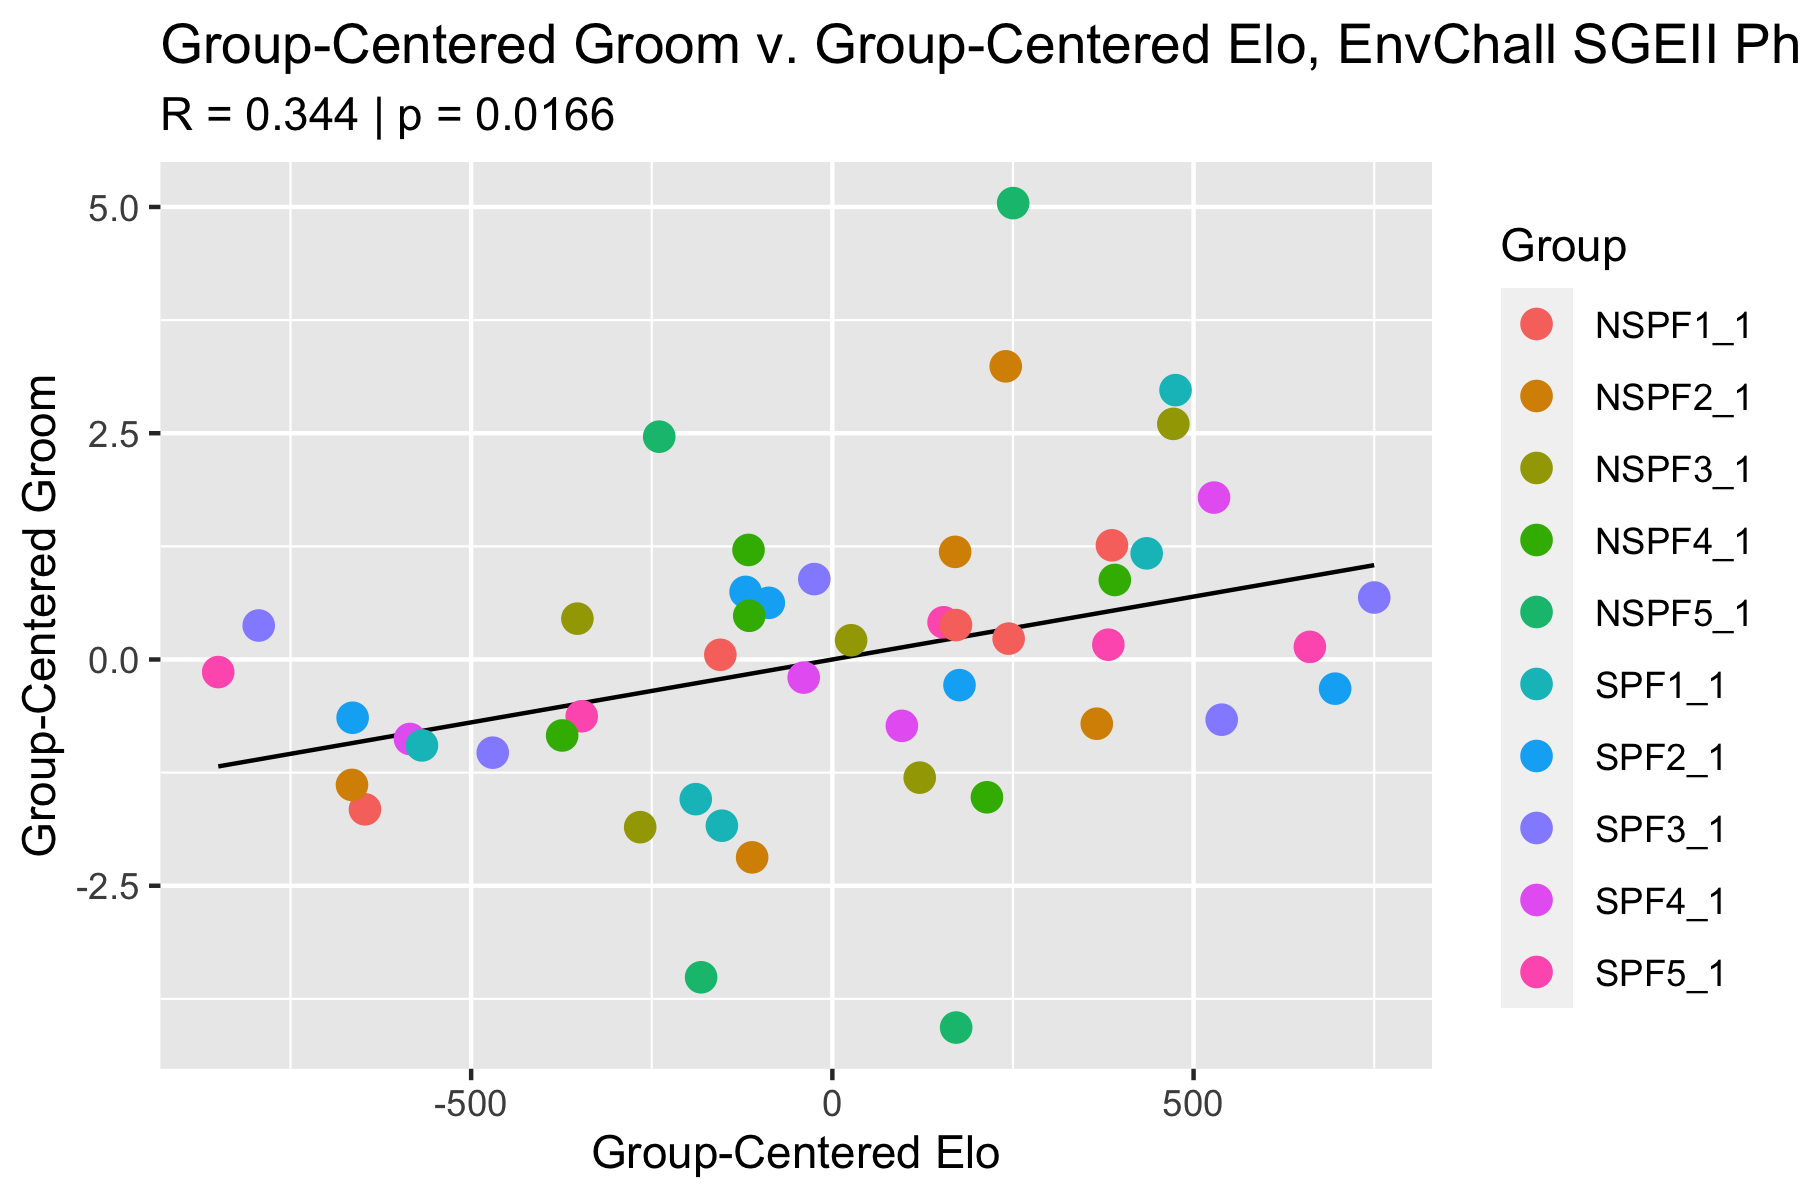 Group-Centered Groom v. Group-Centered Elo, EnvChall SGEII Ph
R = 0.344 | p = 0.0166
Group-Centered Groom
5.0
2.5
0.0
-2.5
-500
0
500
Group-Centered Elo
Group
NSPF1_1
NSPF2_1
NSPF3_1
NSPF4_1
NSPF5_1
SPF1_1
SPF2_1
SPF3_1
SPF4_1
SPF5_1